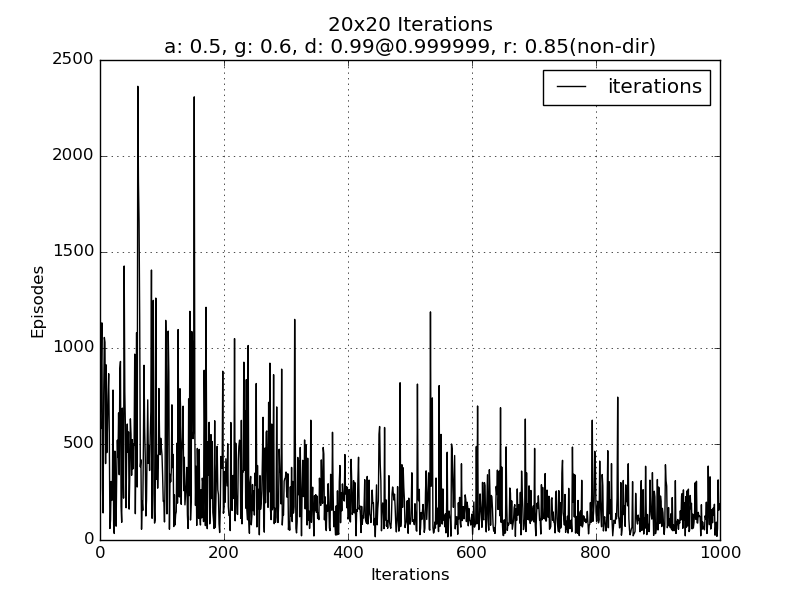 20x20 Iterations
a: 0.5, g: 0.6, d: 0.99@0.999999, r: 0.85(non-dir)
iterations
2500
2000
1500
1000
500
0
Episodes
0 200 400 600 800 1000
Iterations